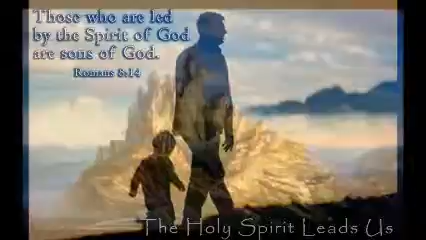 Those who are led
by the Spirit of God
are sons of God.
Romans 8:14
The Holy Spirit Leads Us